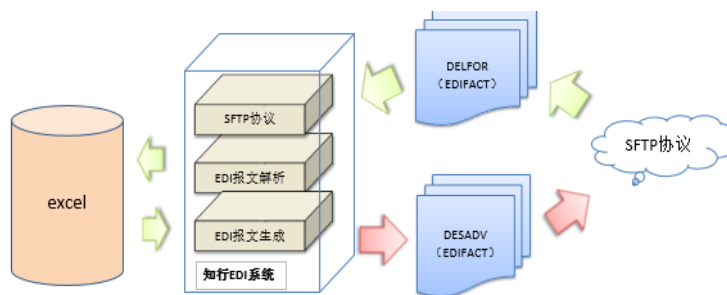 DELFOR
（EDIFACT）
SFTP协议
SFTP协议
EDI报文解析
excel
EDI报文生成
DESADV
（EDIFACT）
知行EDI系统